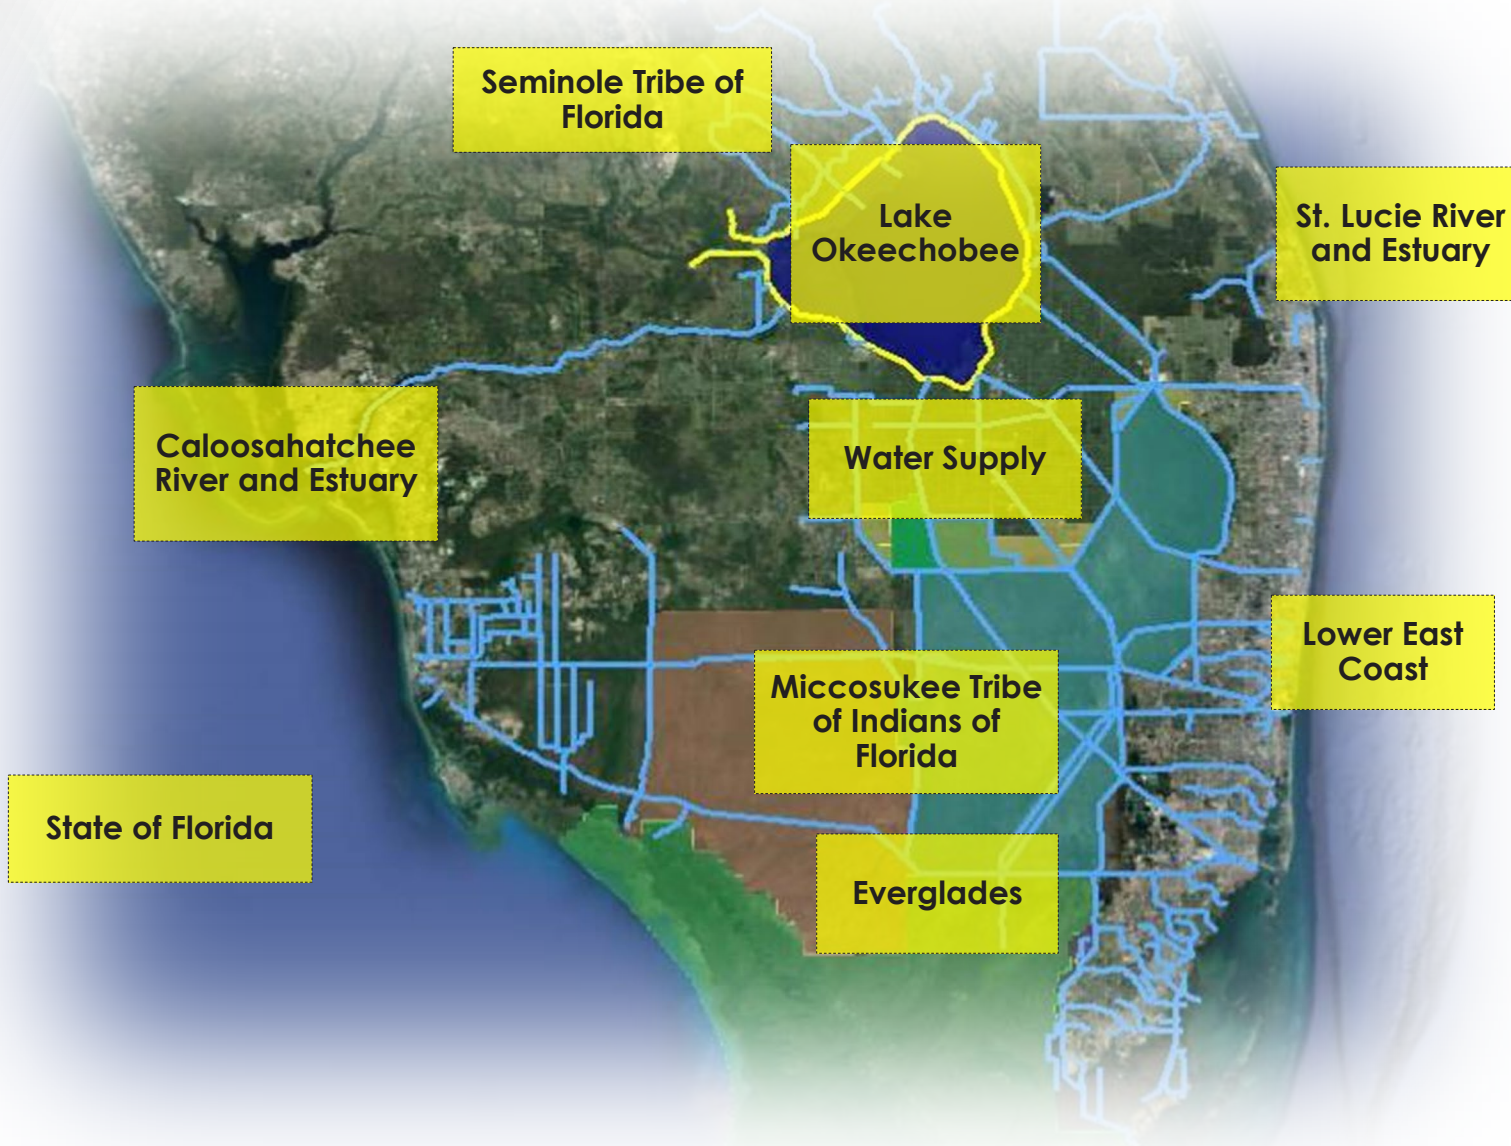 Seminole Tribe of
Florida
Lake
Okeechobee
St. Lucie River
and Estuary
Caloosahatchee
River and Estuary
Water Supply
Lower East
Coast
Miccosukee Tribe
of Indians of
Florida
State of Florida
Everglades